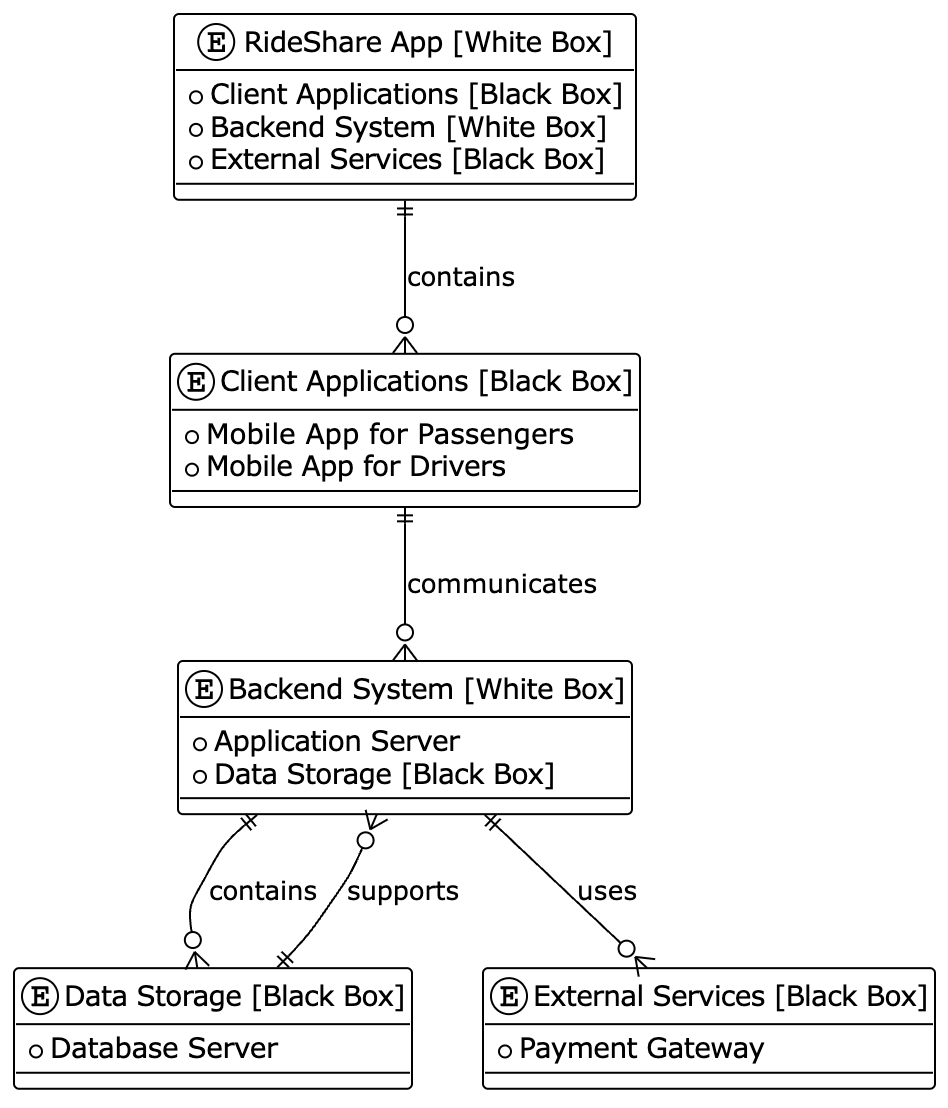 E RideShare App [White Box]
Client Applications [Black Box]
Backend System [White Box]
External Services [Black Box]
contains
E Client Applications [Black Box]
Mobile App for Passengers
Mobile App for Drivers
communicates
E Backend System [White Box]
Application Server
Data Storage [Black Box]
contains
supports
uses
E Data Storage [Black Box]
Database Server
E External Services [Black Box]
Payment Gateway